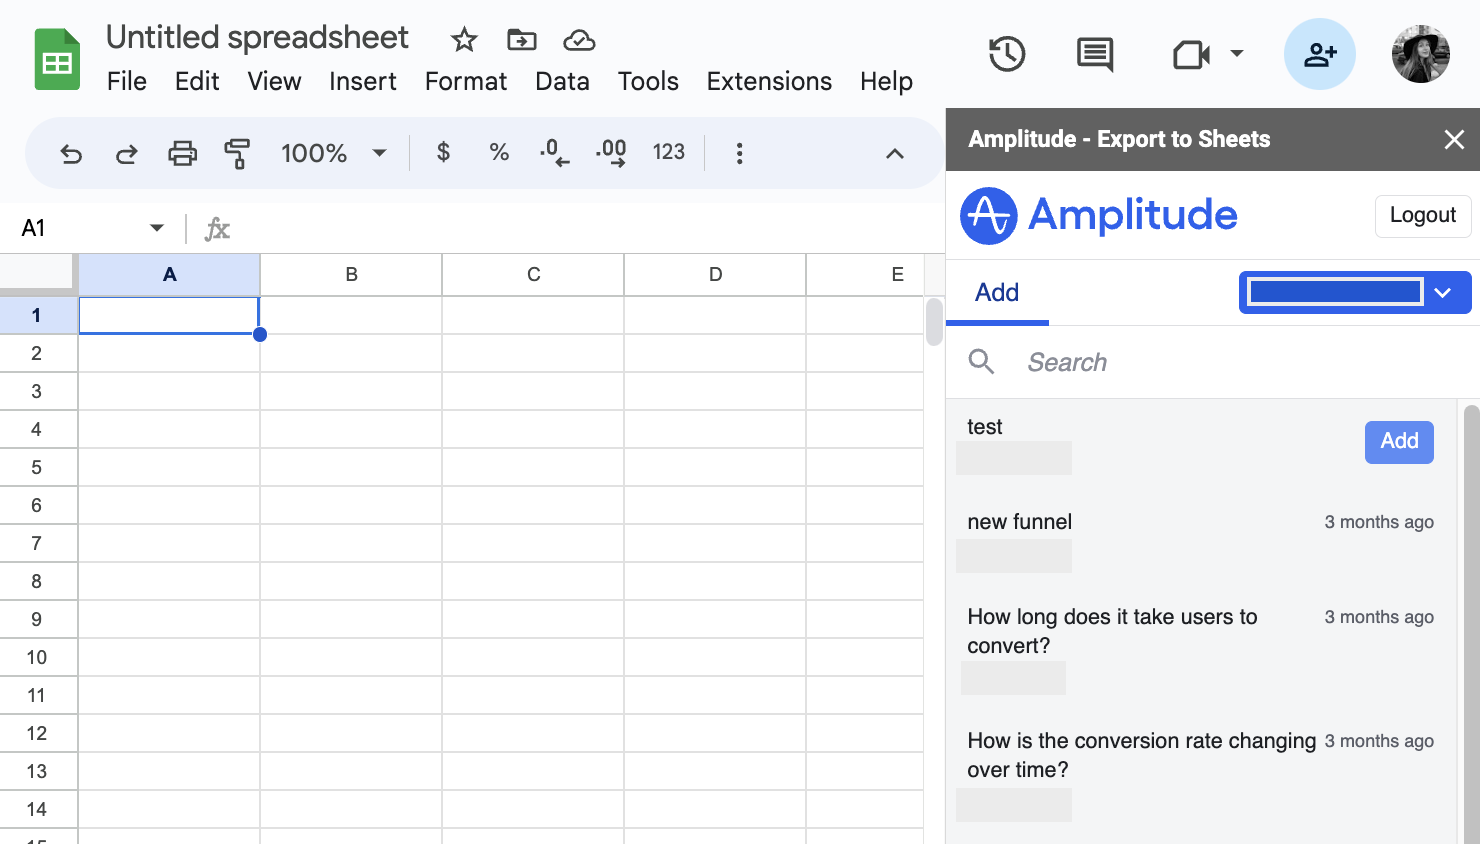 Untitled spreadsheet
File Edit View Insert Format Data Tools Extensions Help
100% $ % .0 .00 123
A1 fx
A B C D E
1
2
3
4
5
6
7
8
9
10
11
12
13
14
15
Amplitude - Export to Sheets
Amplitude
Logout
Add
Search
test
Add
new funnel 3 months ago
How long does it take users to 3 months ago
convert?
How is the conversion rate changing 3 months ago
over time?